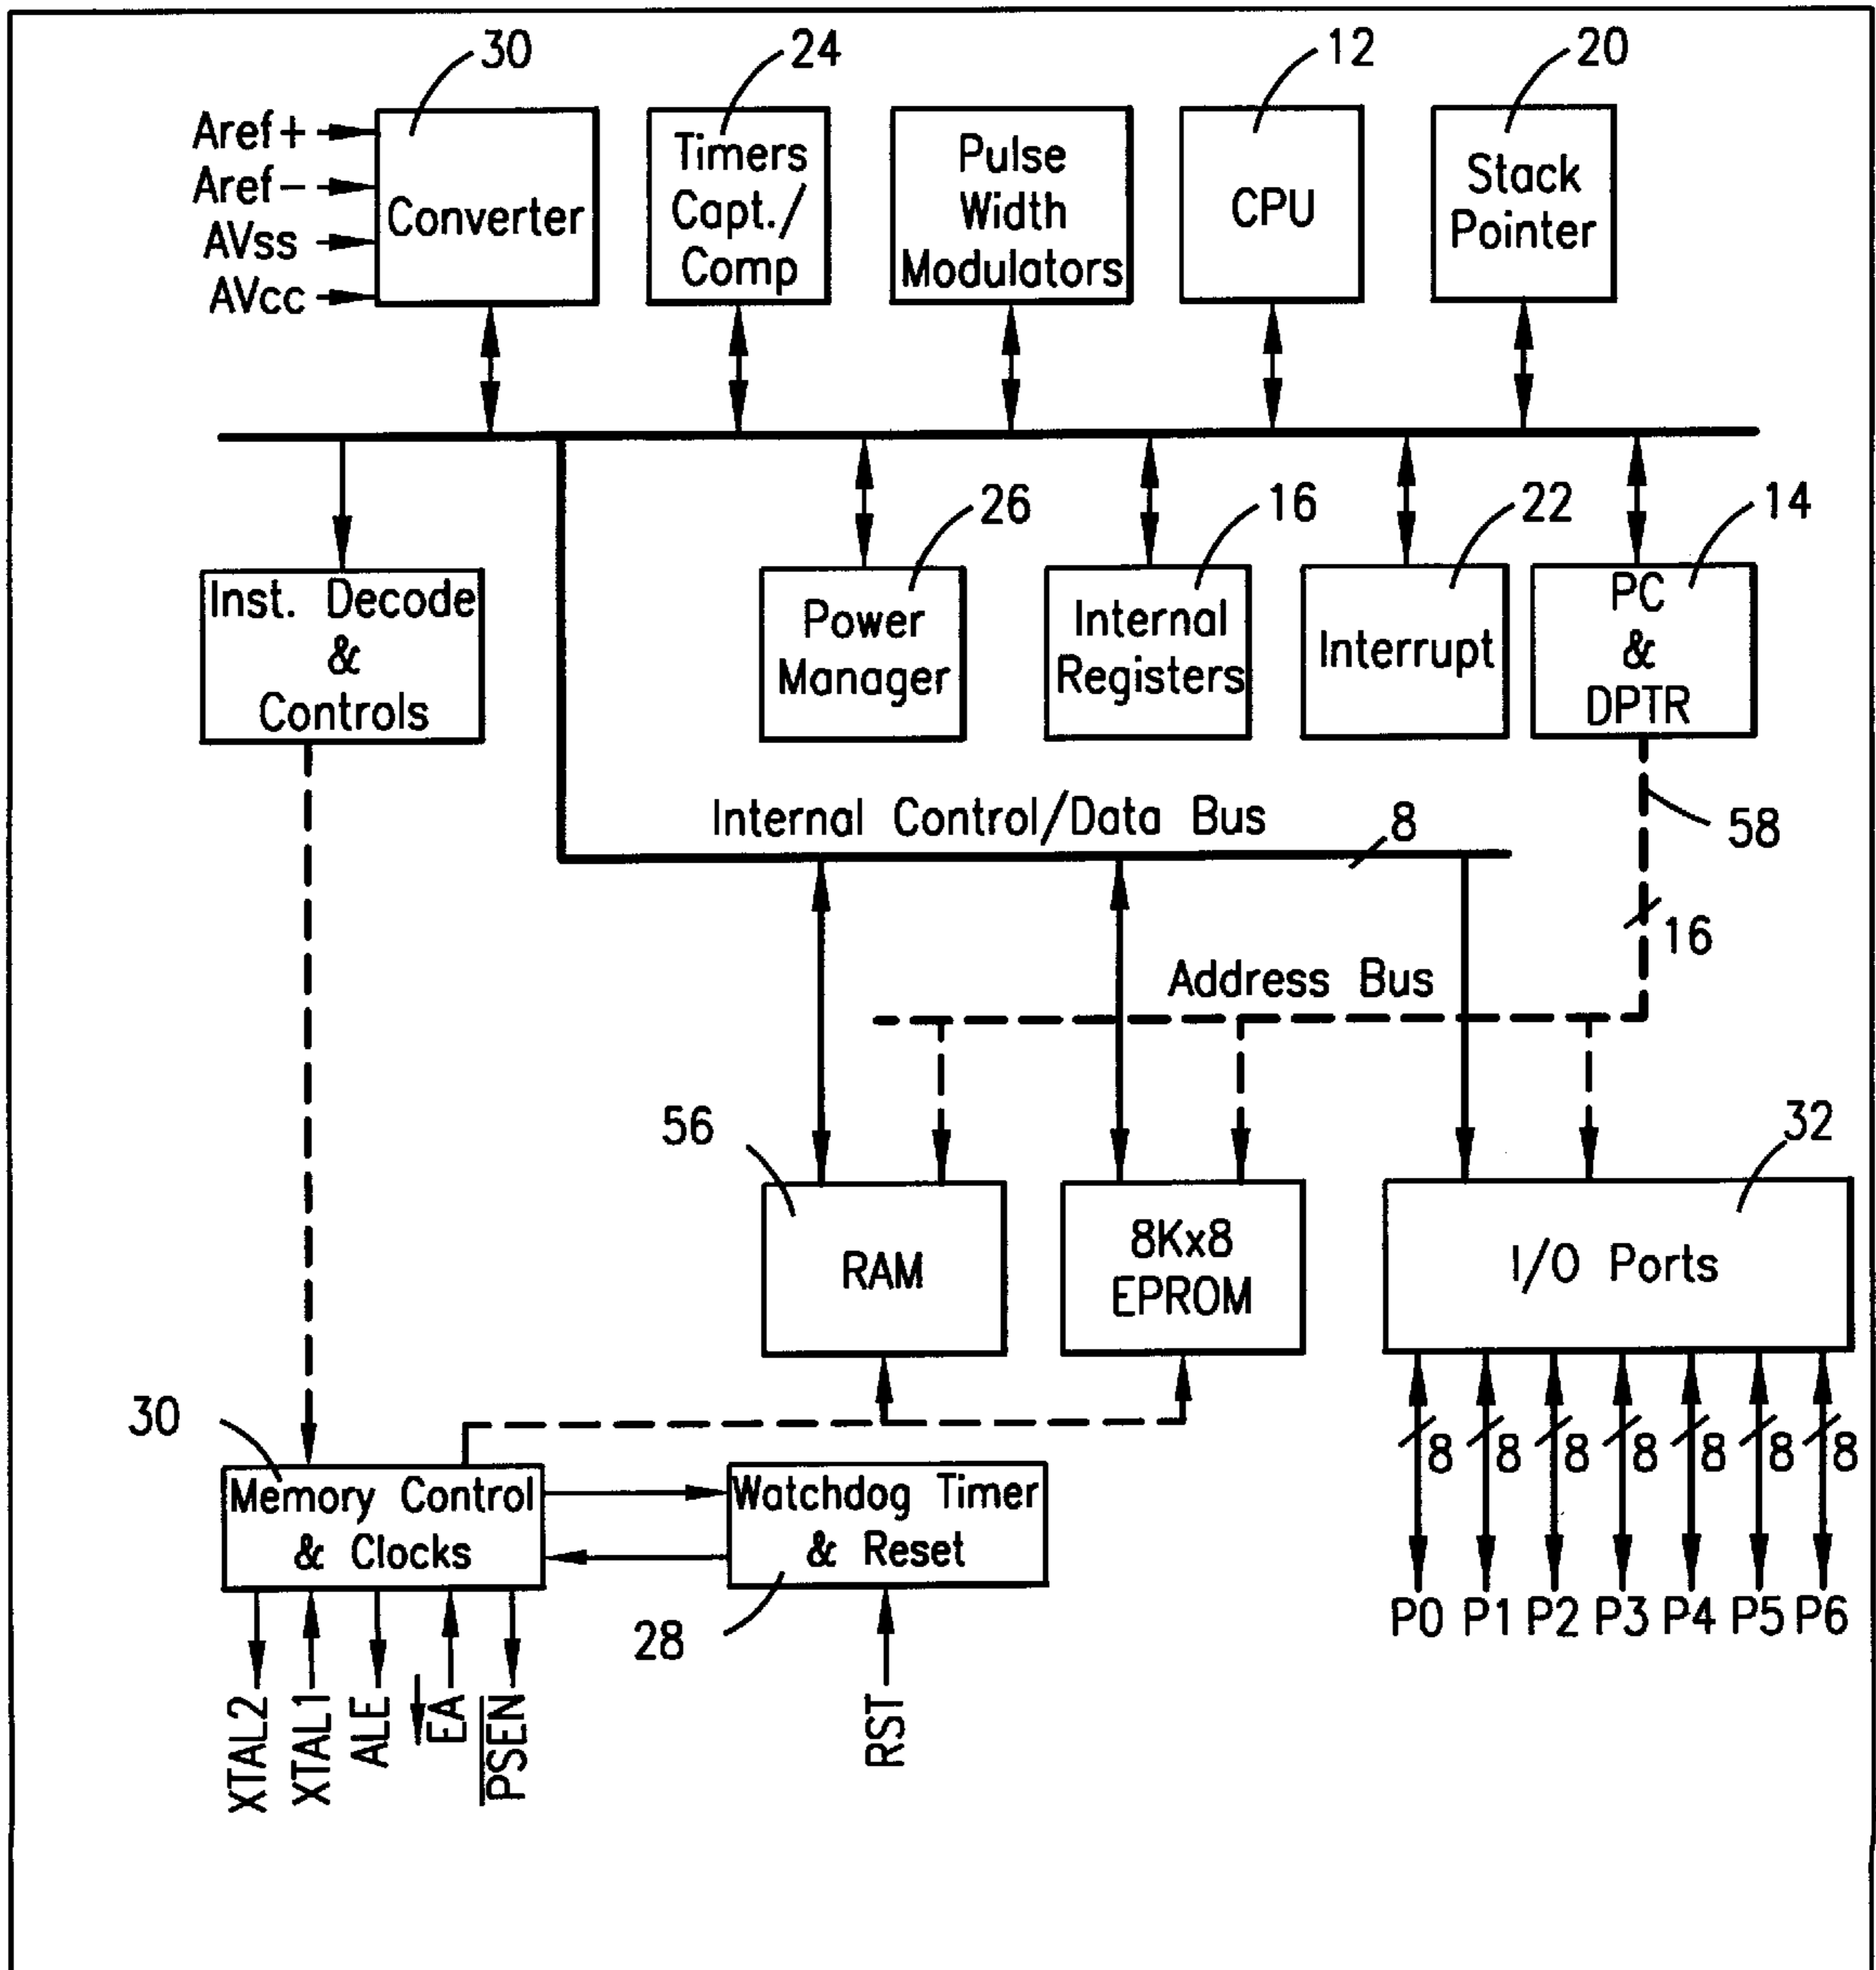 30
24
12
20
Aref+
Aref-
AVss
AVcc
Converter
Timers
Capt./
Comp
Pulse
Width
Modulators
CPU
Stack
Pointer
26
16
22
14
Inst. Decode
&
Controls
Power
Manager
Internal
Registers
Interrupt
PC
&
DPTR
Internal Control/Data Bus
8
58
16
Address Bus
56
32
RAM
8Kx8
EPROM
I/O Ports
30
8 8 8 8 8 8 8
Memory Control
& Clocks
Watchdog Timer
& Reset
28
P0 P1 P2 P3 P4 P5 P6
XTAL2
XTAL1
ALE
EA
PSEN
RST